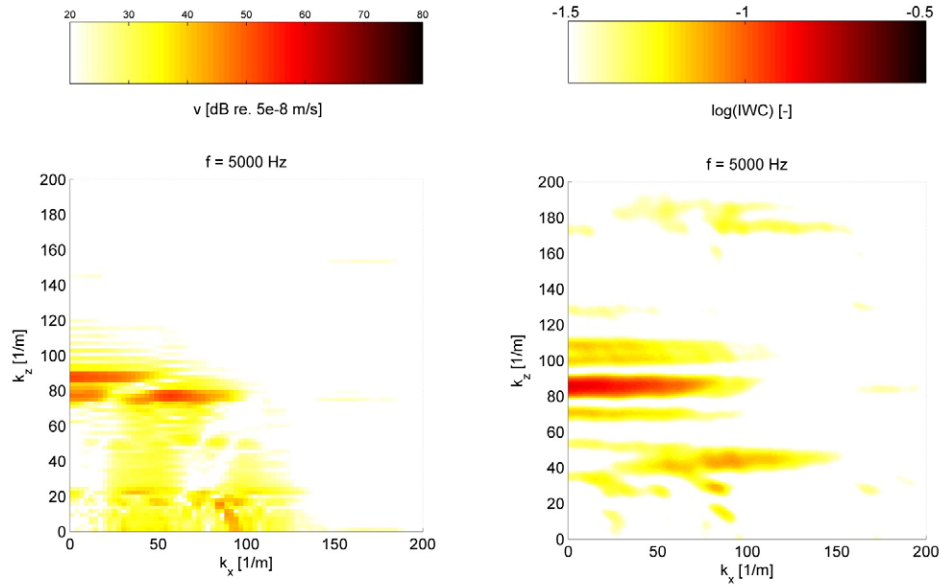 20 30 40 50 60 70 80
v [dB re. 5e-8 m/s]
-1.5 -1 -0.5
log(IWC) [-]
f = 5000 Hz
200
180
160
140
120
100
80
60
40
20
0
k_z [1/m]
0 50 100 150 200
k_x [1/m]
f = 5000 Hz
200
180
160
140
120
100
80
60
40
20
0
k_z [1/m]
0 50 100 150 200
k_x [1/m]